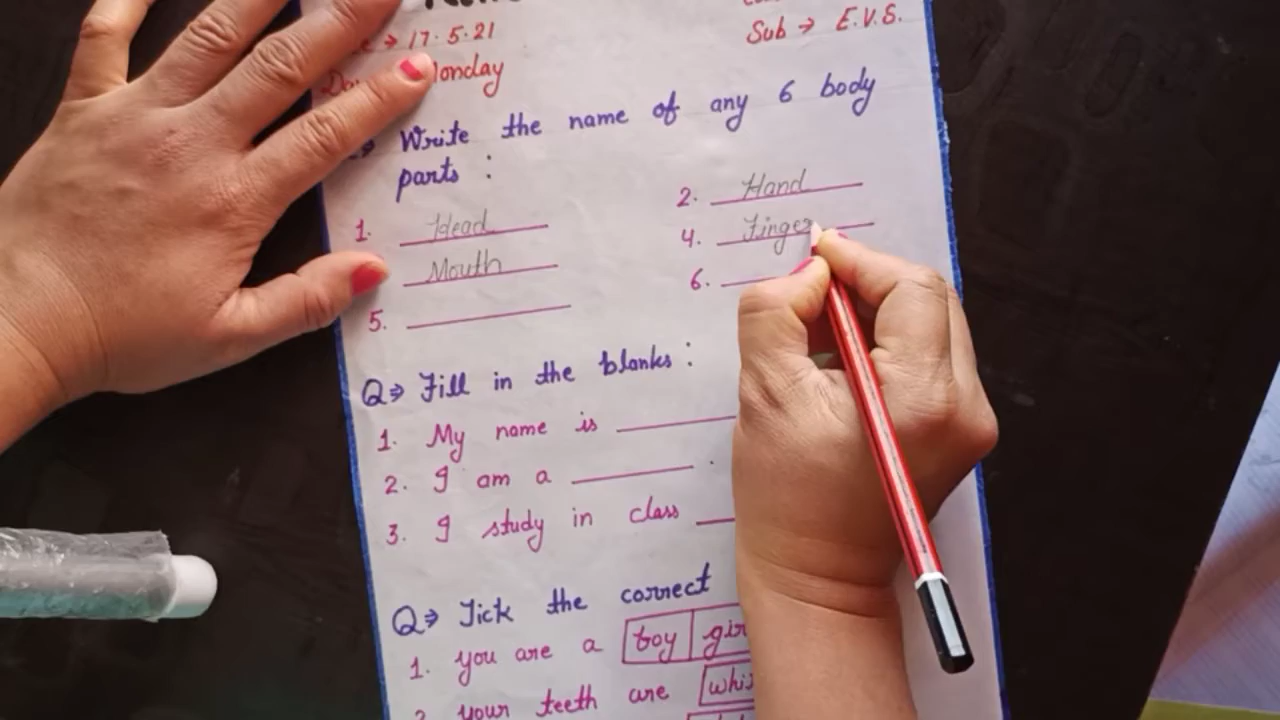 17.5.21
Sub → E.V.S.
Monday
Write the name of any 6 body
parts :
1. Head
2. Hand
Mouth
4. Finger
5.
6.
Q⇒ Fill in the blanks :
1. My name is
2. I am a .
3. I study in class
Q⇒ Tick the correct
1. you are a boy
2. your teeth are